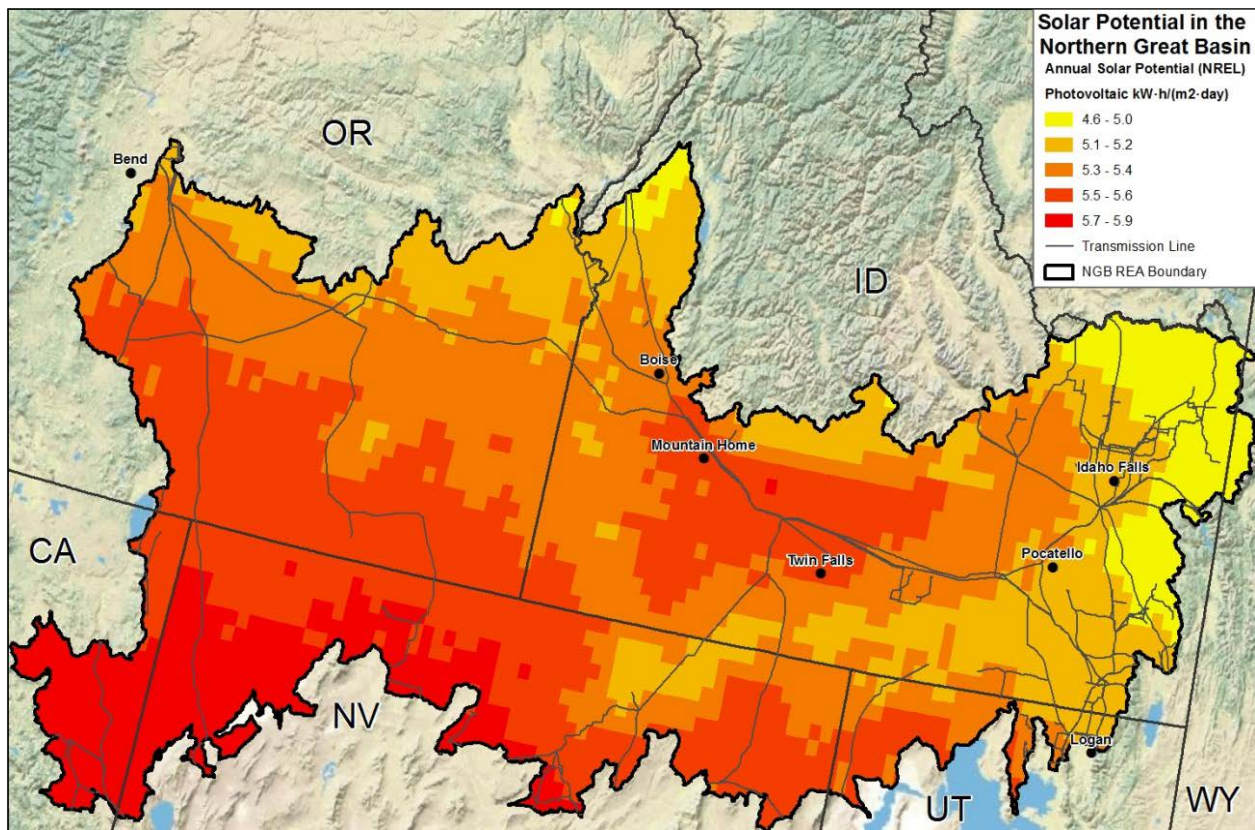 Solar Potential in the
Northern Great Basin
Annual Solar Potential (NREL)
Photovoltaic kW-h/(m2-day)
4.6 - 5.0
5.1 - 5.2
5.3 - 5.4
5.5 - 5.6
5.7 - 5.9
Transmission Line
NGB REA Boundary
OR
Bend
ID
Boise
Mountain Home
Idaho Falls
CA
Twin Falls
Pocatello
NV
Logan
UT
WY